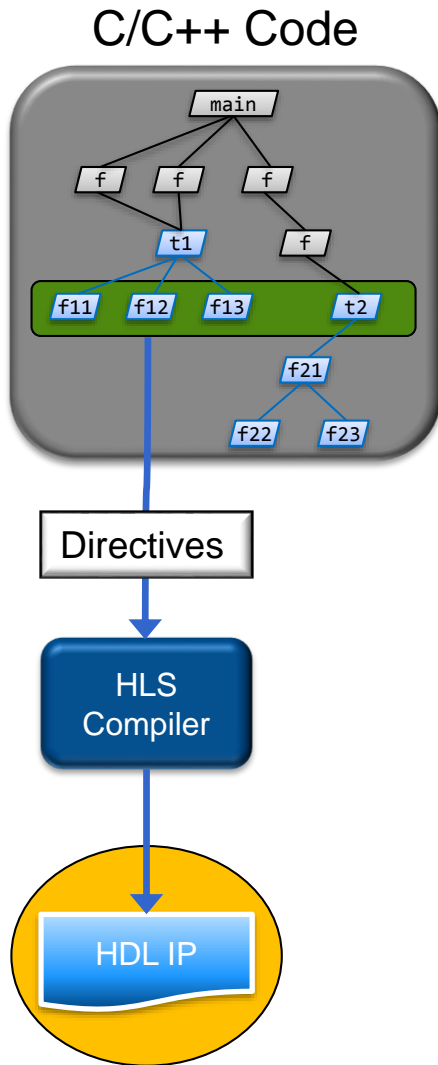 C/C++ Code
main
f f f
t1 f
f11 f12 f13 t2
f21
f22 f23
Directives
HLS
Compiler
HDL IP